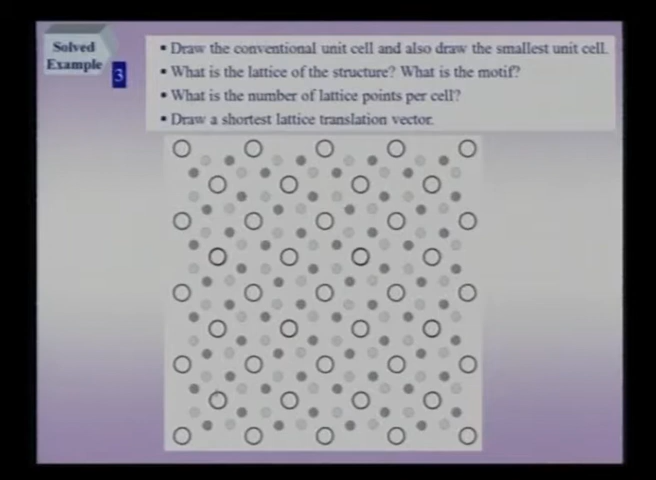 Solved
Example
3
• Draw the conventional unit cell and also draw the smallest unit cell.
• What is the lattice of the structure? What is the motif?
• What is the number of lattice points per cell?
• Draw a shortest lattice translation vector.